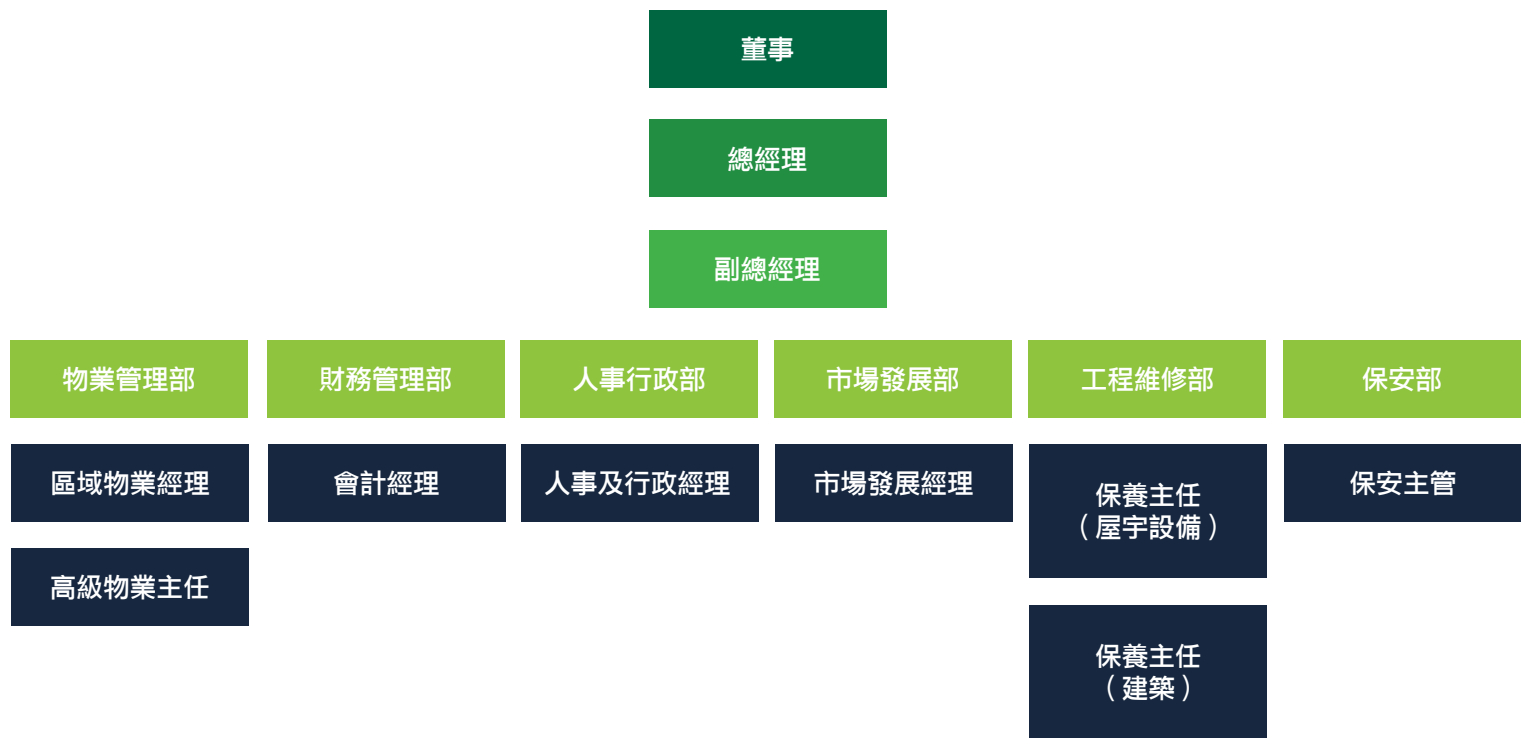 董事
總經理
副總經理
物業管理部
財務管理部
人事行政部
市場發展部
工程維修部
保安部
區域物業經理
會計經理
人事及行政經理
市場發展經理
保養主任
（屋宇設備）
保安主管
高級物業主任
保養主任
（建築）